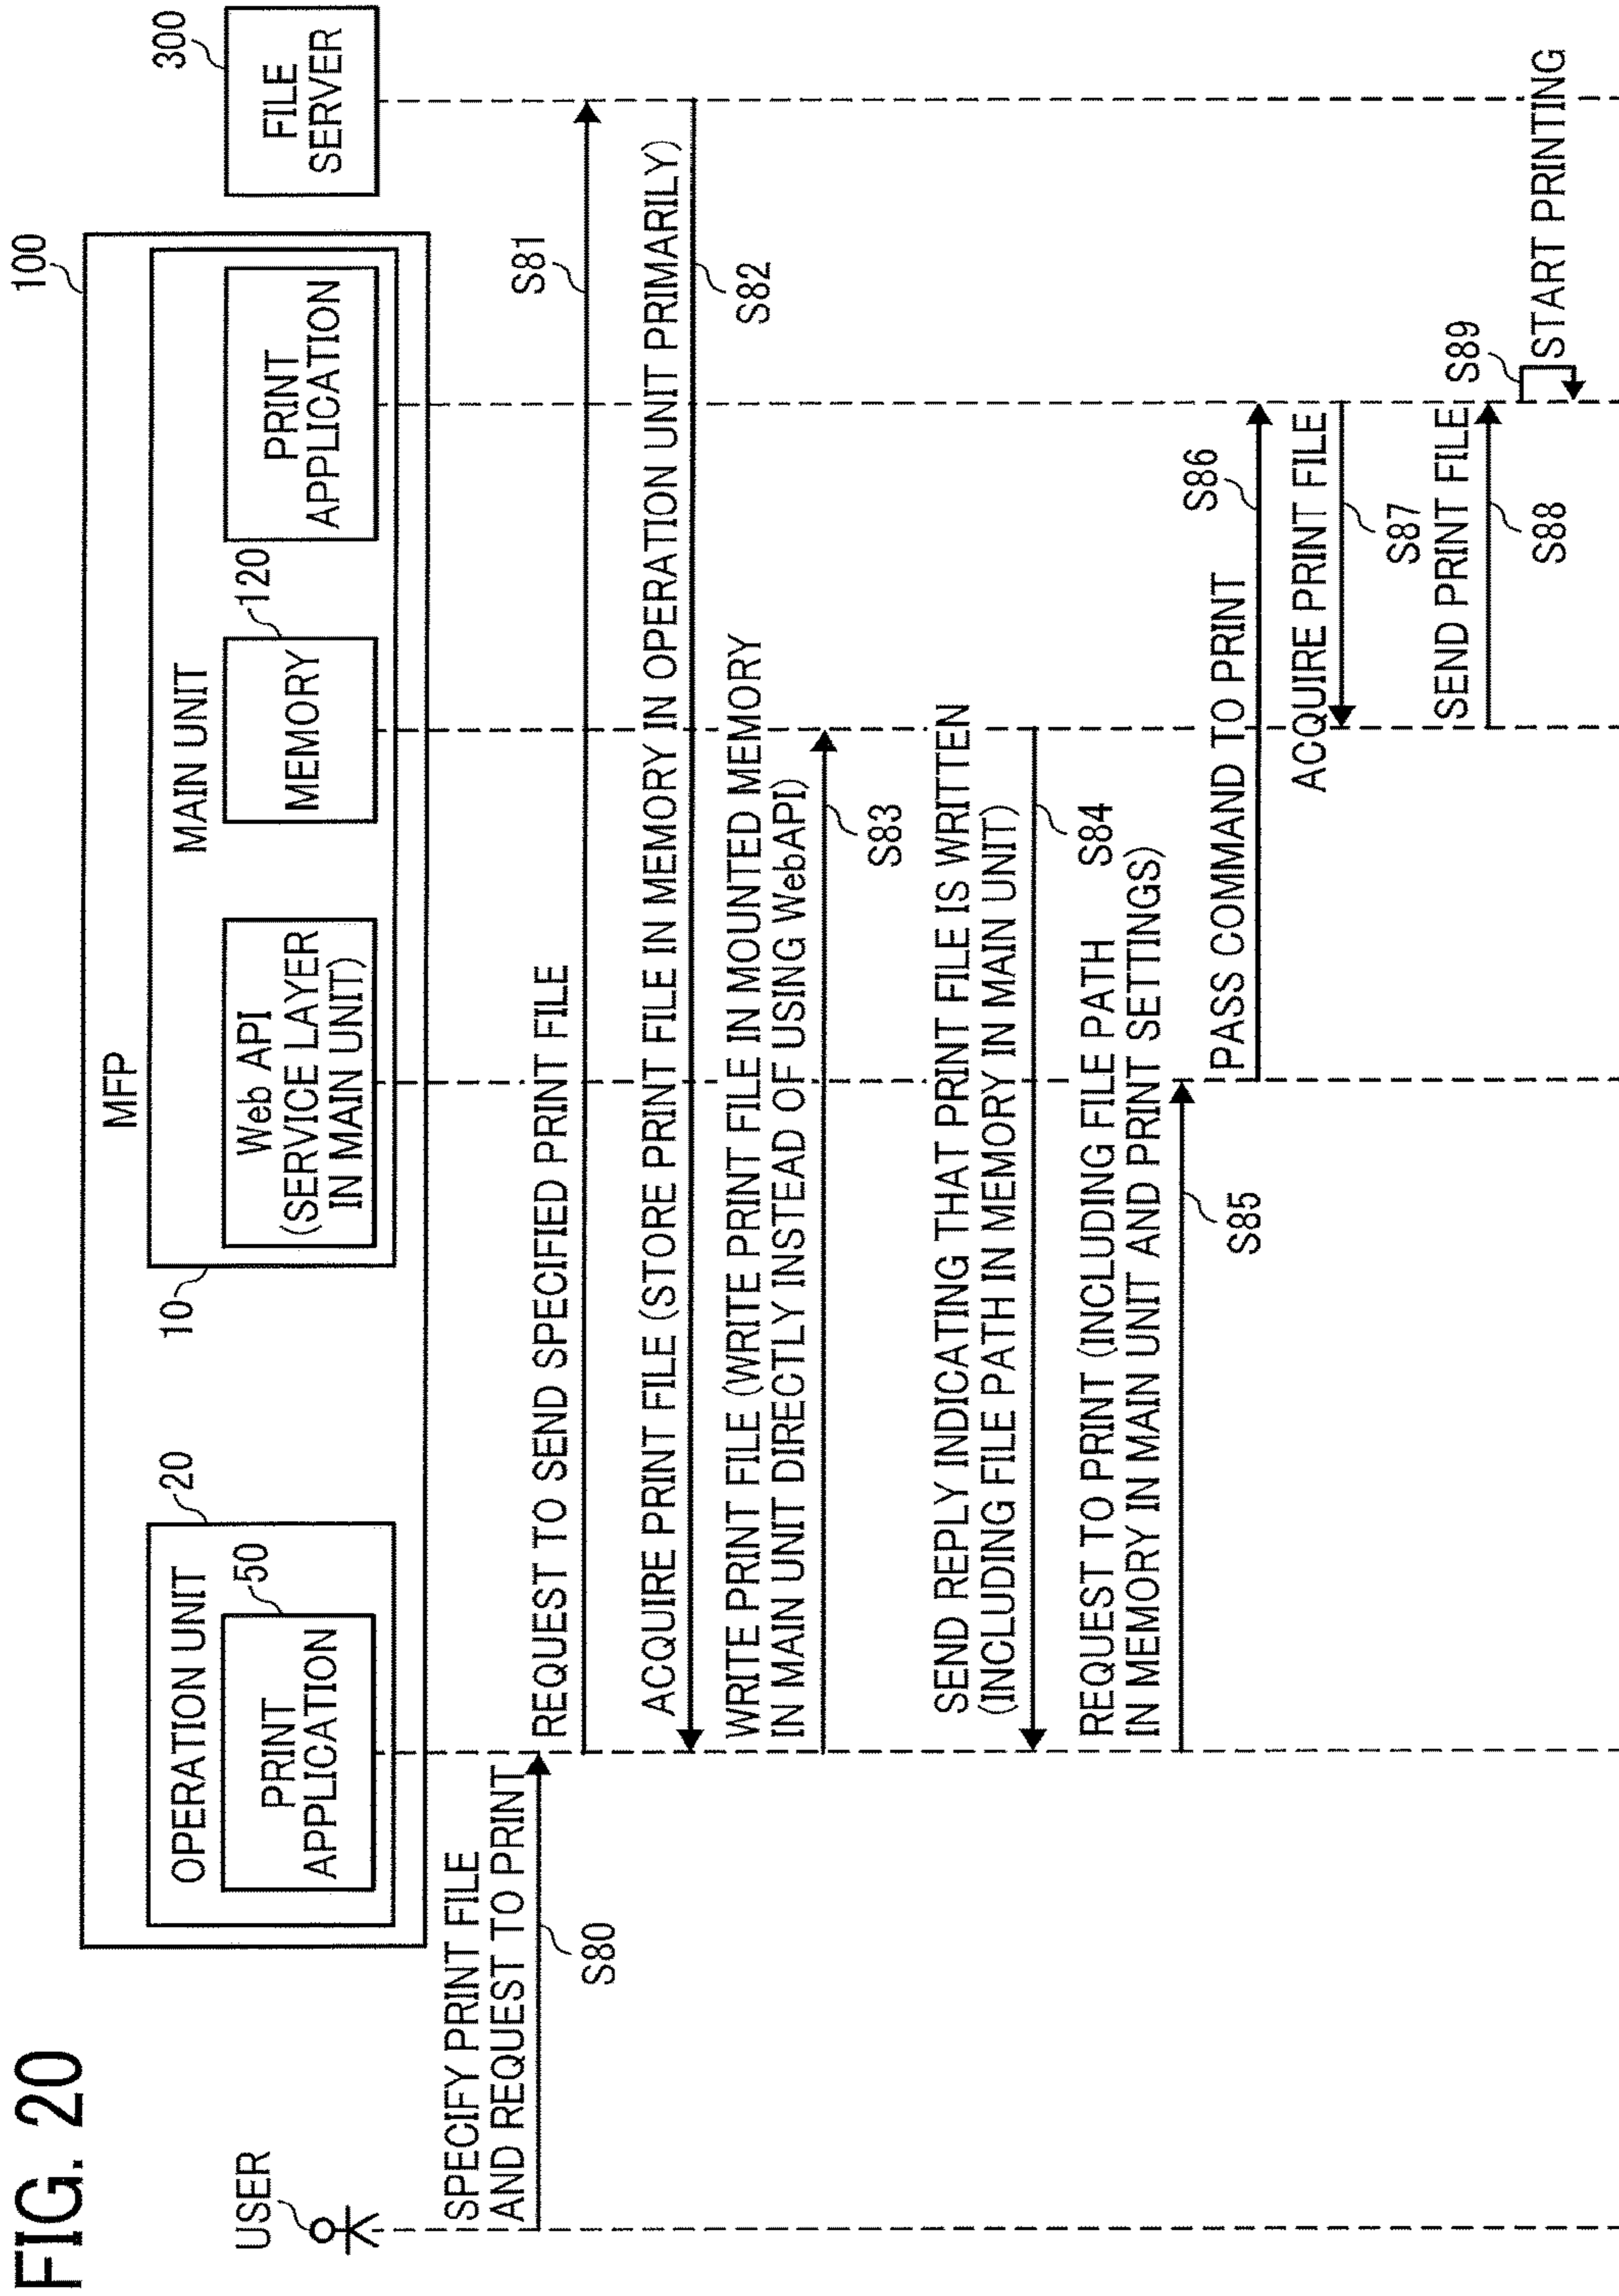 FIG. 20
USER
MFP
100
OPERATION UNIT
20
PRINT
APPLICATION
50
10
MAIN UNIT
Web API
(SERVICE LAYER
IN MAIN UNIT)
MEMORY
120
PRINT
APPLICATION
FILE
SERVER
300
SPECIFY PRINT FILE
AND REQUEST TO PRINT
S80
REQUEST TO SEND SPECIFIED PRINT FILE
S81
ACQUIRE PRINT FILE (STORE PRINT FILE IN MEMORY IN OPERATION UNIT PRIMARILY)
S82
WRITE PRINT FILE (WRITE PRINT FILE IN MOUNTED MEMORY
IN MAIN UNIT DIRECTLY INSTEAD OF USING WebAPI)
S83
SEND REPLY INDICATING THAT PRINT FILE IS WRITTEN
(INCLUDING FILE PATH IN MEMORY IN MAIN UNIT)
S84
REQUEST TO PRINT (INCLUDING FILE PATH
IN MEMORY IN MAIN UNIT AND PRINT SETTINGS)
S85
PASS COMMAND TO PRINT
S86
ACQUIRE PRINT FILE
S87
SEND PRINT FILE
S88
S89
START PRINTING